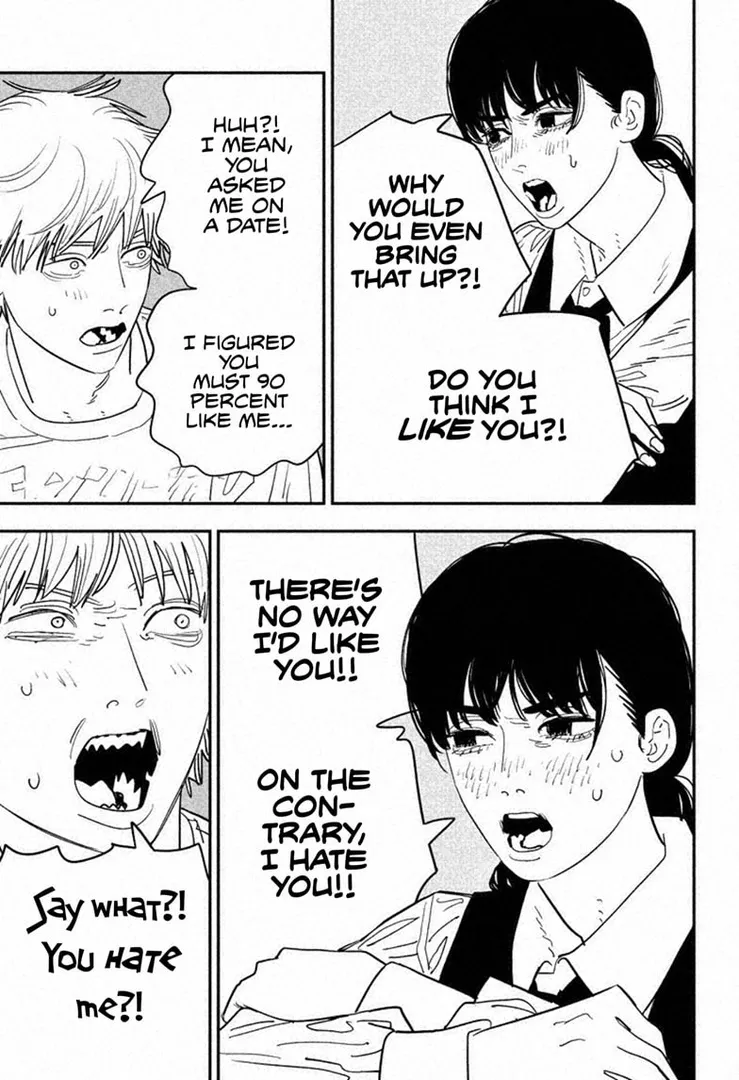 WHY
WOULD
YOU EVEN
BRING
THAT UP?!
DO YOU
THINK I
LIKE YOU?!
HUH?!
I MEAN,
YOU
ASKED
ME ON
A DATE!
I FIGURED
YOU
MUST 90
PERCENT
LIKE ME...
THERE'S
NO WAY
I'D LIKE
YOU!!
ON THE
CON-
TRARY,
I HATE
YOU!!
SAY WHAT?!
YOU HATE
ME?!